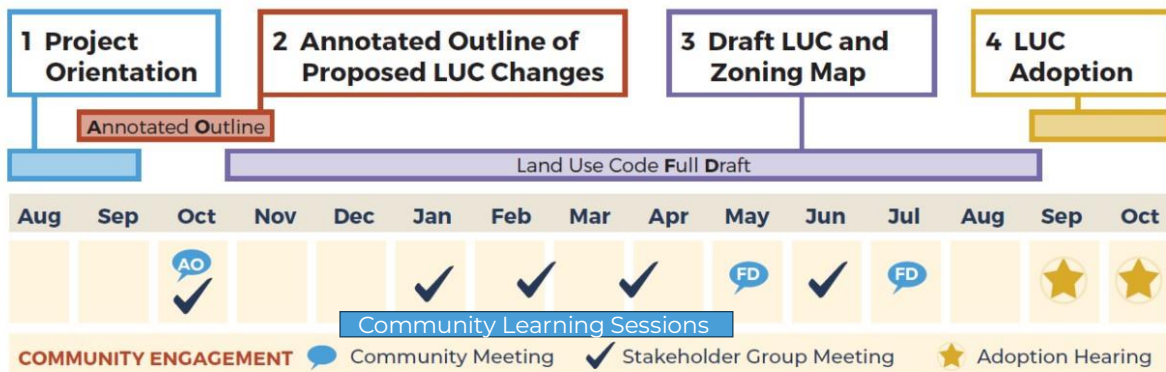 1 Project
Orientation
2 Annotated Outline of
Proposed LUC Changes
3 Draft LUC and
Zoning Map
4 LUC
Adoption
Annotated Outline
Land Use Code Full Draft
Aug Sep Oct Nov Dec Jan Feb Mar Apr May Jun Jul Aug Sep Oct
AO
FD
FD
Community Learning Sessions
COMMUNITY ENGAGEMENT Community Meeting Stakeholder Group Meeting Adoption Hearing